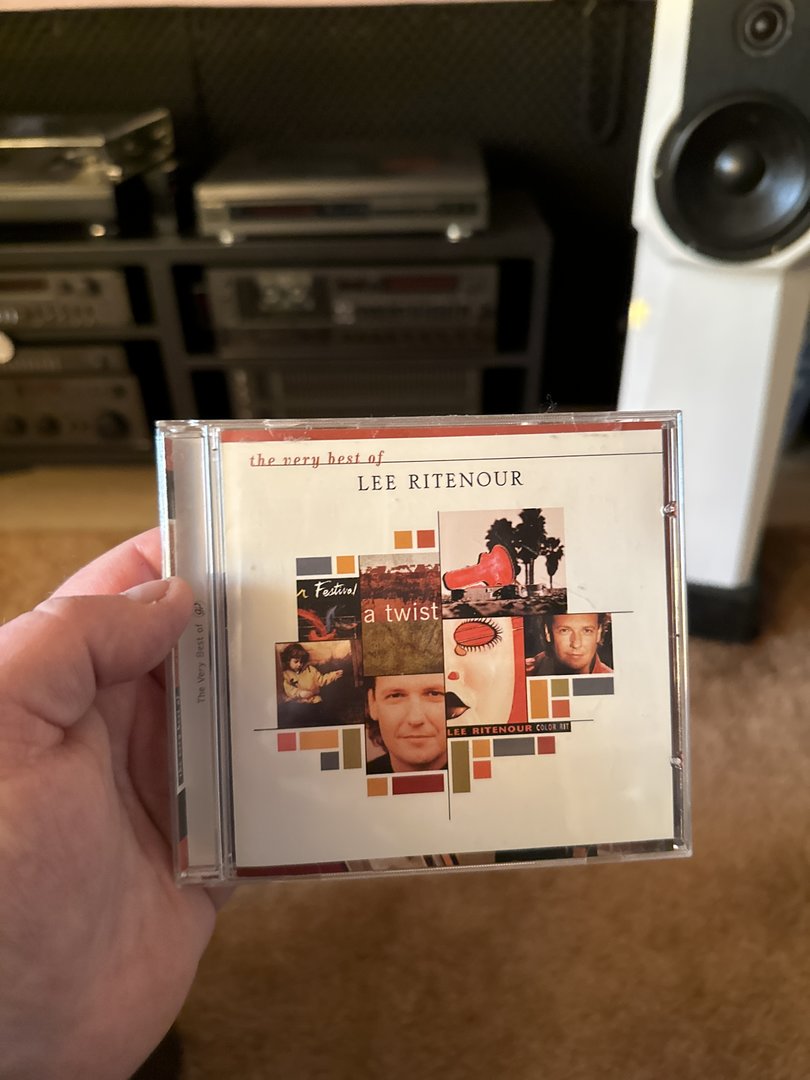 the very best of
LEE RITENOUR
Festival
a twist
LEE RITENOUR COLOR RIT
The Very Best of